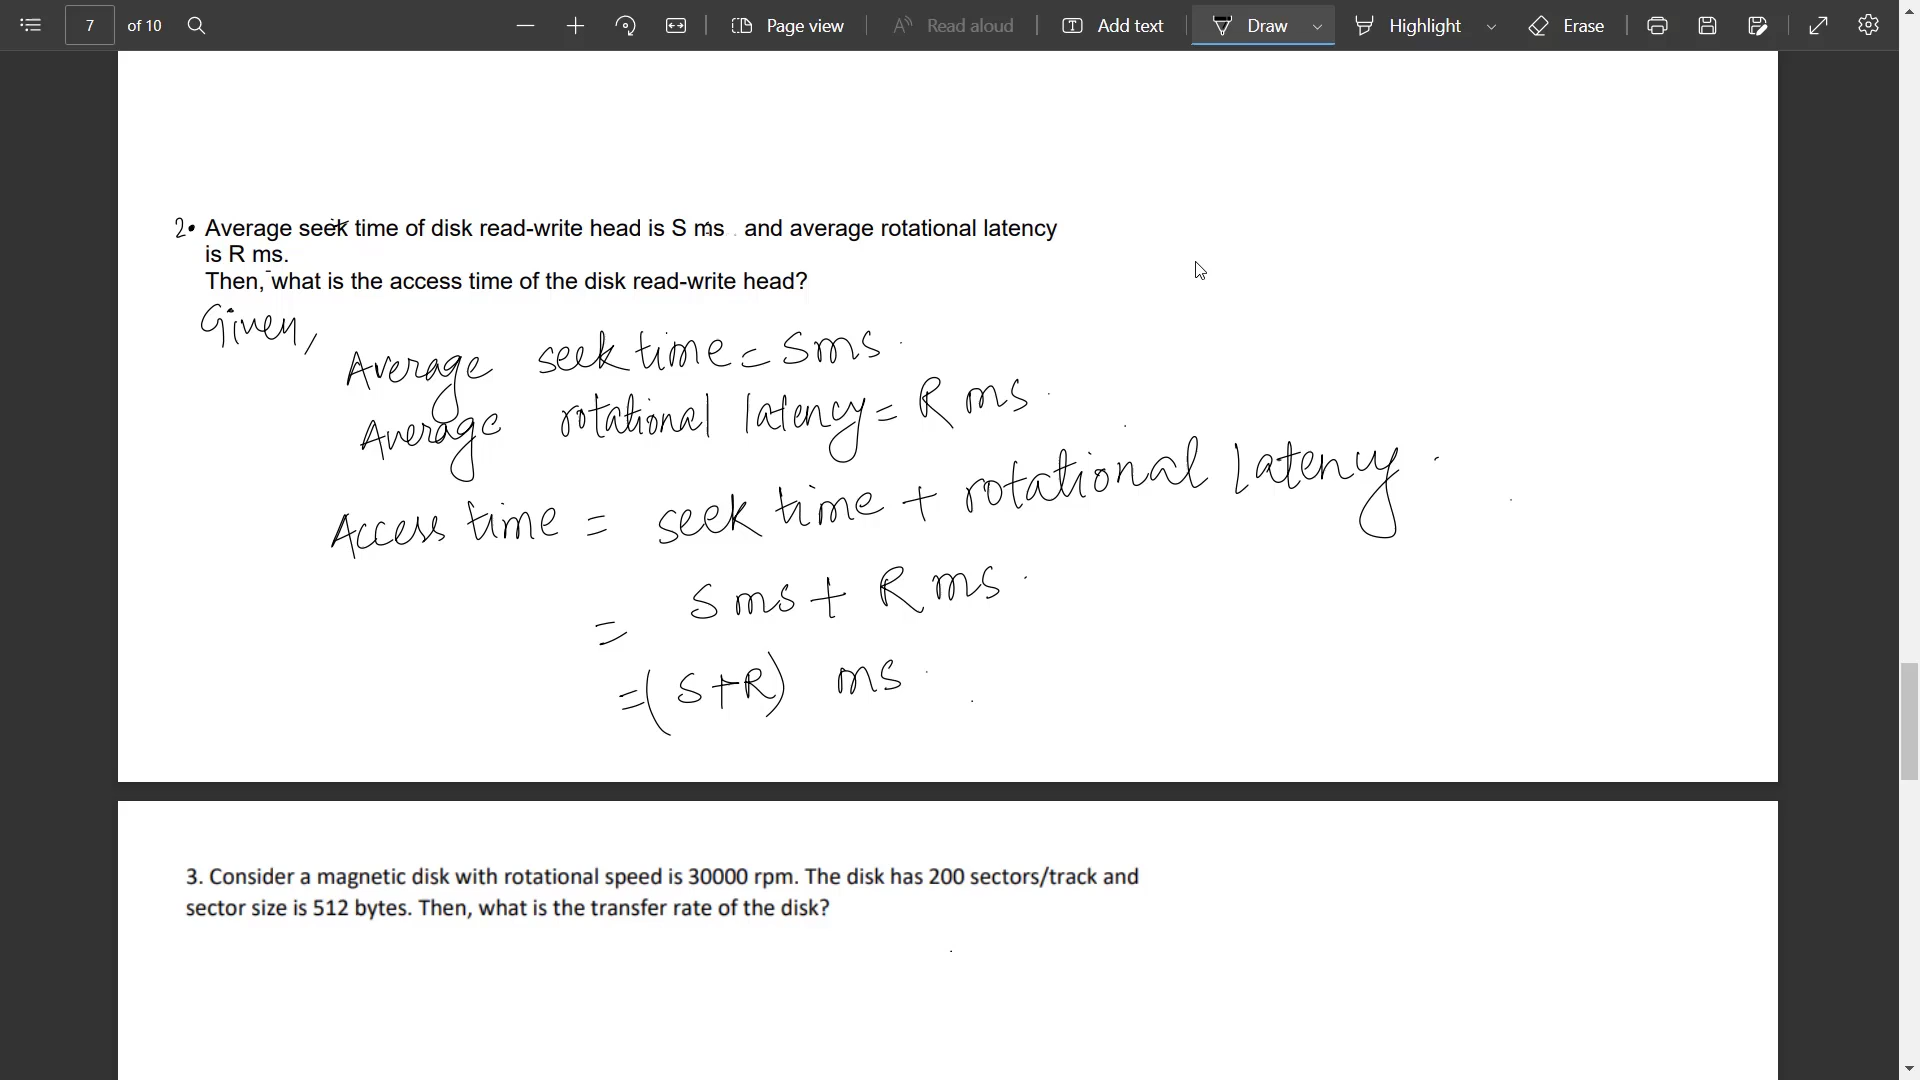 7 of 10 Page view Read aloud Add text Draw Highlight Erase
2. Average seek time of disk read-write head is S ms and average rotational latency
is R ms.
Then, what is the access time of the disk read-write head?
Given,
Average seek time = S ms.
Average rotational latency = R ms.
Access time = seek time + rotational latency.
= S ms + R ms.
= (S+R) ms.
3. Consider a magnetic disk with rotational speed is 30000 rpm. The disk has 200 sectors/track and
sector size is 512 bytes. Then, what is the transfer rate of the disk?